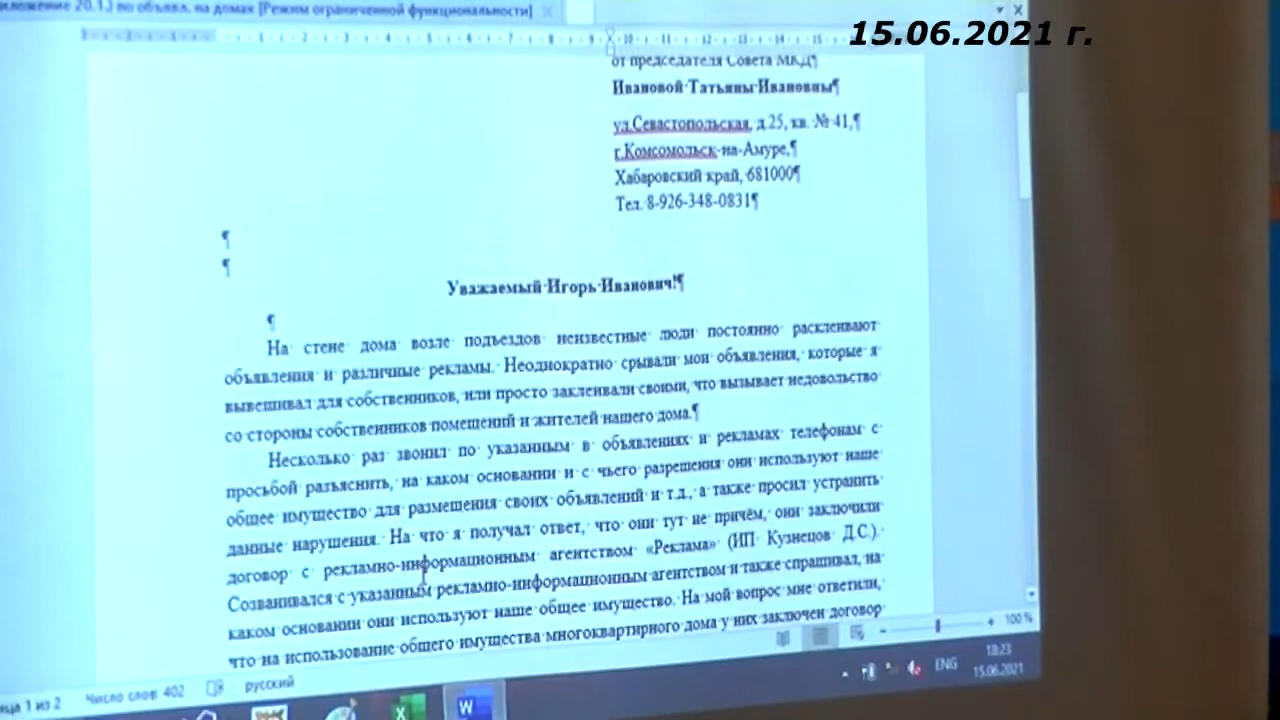 иложение 20.1.) по объявл. на домах [Режим ограниченной функциональности]
15.06.2021 г.
от председателя Совета МКД¶
Ивановой Татьяны Ивановны¶
ул.Севастопольская, д.25, кв. № 41,¶
г.Комсомольск-на-Амуре,¶
Хабаровский край, 681000¶
Тел. 8-926-348-0831¶
¶
¶
Уважаемый Игорь Иванович!¶
¶
На стене дома возле подъездов неизвестные люди постоянно расклеивают
объявления и различные рекламы. Неоднократно срывали мои объявления, которые я
вывешивал для собственников, или просто заклеивали своими, что вызывает недовольство
со стороны собственников помещений и жителей нашего дома.¶
Несколько раз звонил по указанным в объявлениях и рекламах телефонам с
просьбой разъяснить, на каком основании и с чьего разрешения они используют наше
общее имущество для размещения своих объявлений и т.д., а также просил устранить
данные нарушения. На что я получал ответ, что они тут не причём, они заключили
договор с рекламно-информационным агентством «Реклама» (ИП Кузнецов Д.С.).
Созванивался с указанным рекламно-информационным агентством и также спрашивал, на
каком основании они используют наше общее имущество. На мой вопрос мне ответили,
что на использование общего имущества многоквартирного дома у них заключен договор
100%
ца 1 из 2 Число слов: 402 русский
ENG 18:23
15.06.2021